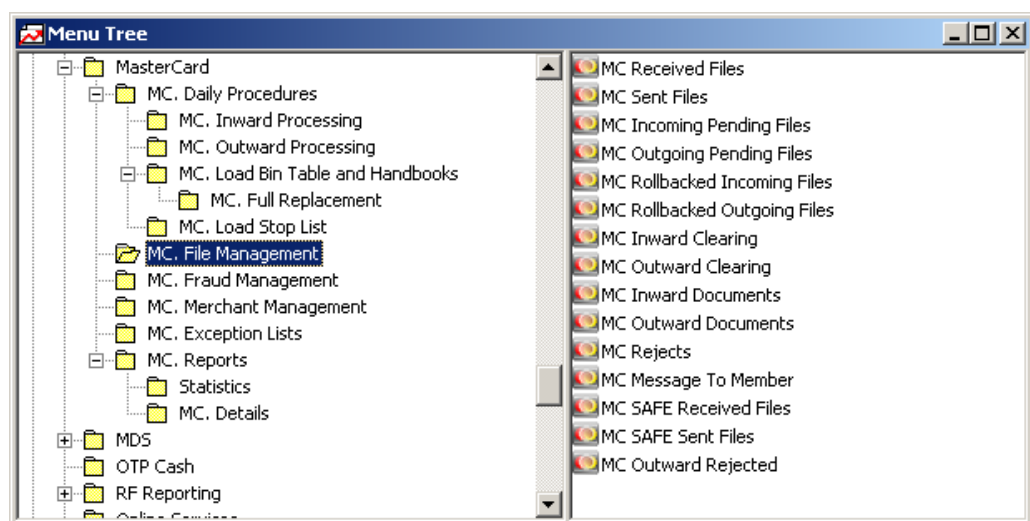 Menu Tree
MasterCard
MC. Daily Procedures
MC. Inward Processing
MC. Outward Processing
MC. Load Bin Table and Handbooks
MC. Full Replacement
MC. Load Stop List
MC. File Management
MC. Fraud Management
MC. Merchant Management
MC. Exception Lists
MC. Reports
Statistics
MC. Details
MDS
OTP Cash
RF Reporting
Online Services
MC Received Files
MC Sent Files
MC Incoming Pending Files
MC Outgoing Pending Files
MC Rollbacked Incoming Files
MC Rollbacked Outgoing Files
MC Inward Clearing
MC Outward Clearing
MC Inward Documents
MC Outward Documents
MC Rejects
MC Message To Member
MC SAFE Received Files
MC SAFE Sent Files
MC Outward Rejected